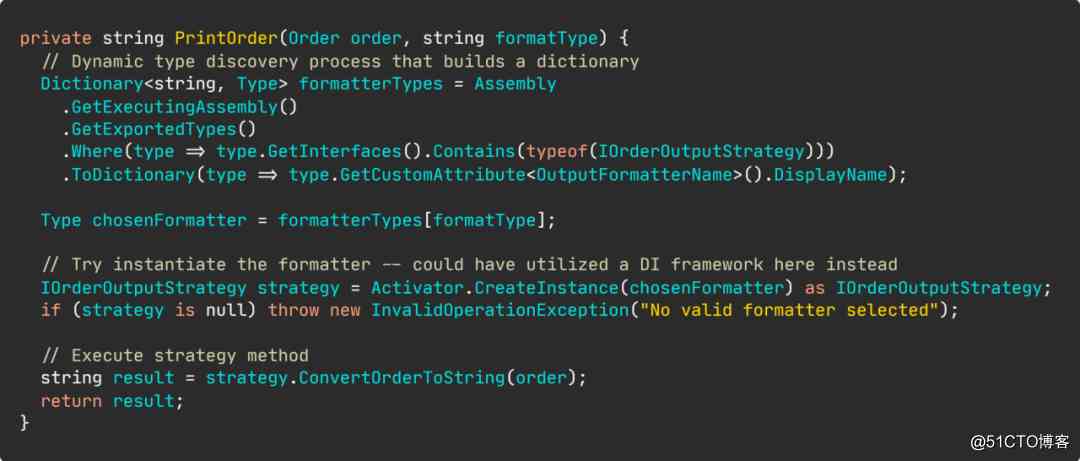 private string PrintOrder(Order order, string formatType) {
  // Dynamic type discovery process that builds a dictionary
  Dictionary<string, Type> formatterTypes = Assembly
    .GetExecutingAssembly()
    .GetExportedTypes()
    .Where(type => type.GetInterfaces().Contains(typeof(IOrderOutputStrategy)))
    .ToDictionary(type => type.GetCustomAttribute<OutputFormatterName>().DisplayName);

  Type chosenFormatter = formatterTypes[formatType];

  // Try instantiate the formatter -- could have utilized a DI framework here instead
  IOrderOutputStrategy strategy = Activator.CreateInstance(chosenFormatter) as IOrderOutputStrategy;
  if (strategy is null) throw new InvalidOperationException("No valid formatter selected");

  // Execute strategy method
  string result = strategy.ConvertOrderToString(order);
  return result;
}
@51CTO博客